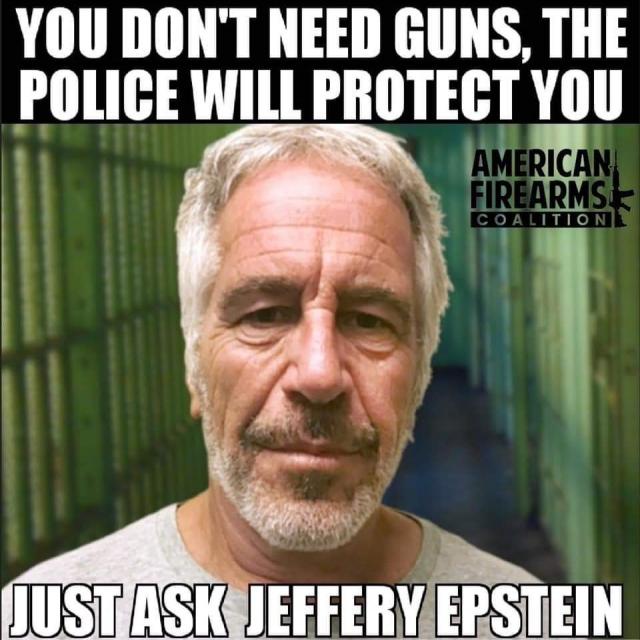 YOU DON'T NEED GUNS, THE
POLICE WILL PROTECT YOU
AMERICAN
FIREARMS
COALITION
JUST ASK JEFFERY EPSTEIN